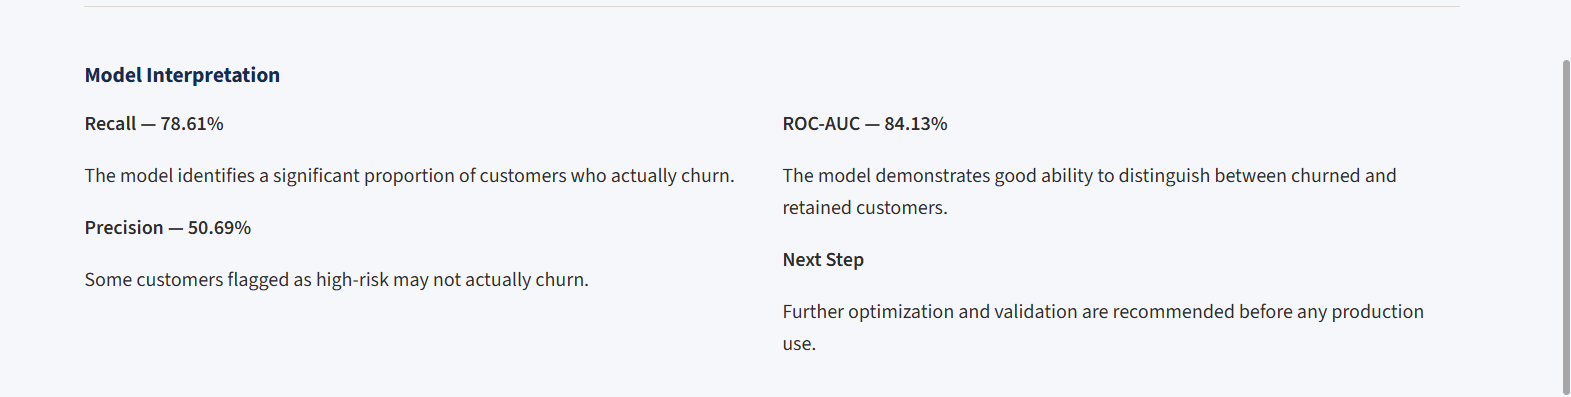 Model Interpretation
Recall — 78.61%
The model identifies a significant proportion of customers who actually churn.
Precision — 50.69%
Some customers flagged as high-risk may not actually churn.
ROC-AUC — 84.13%
The model demonstrates good ability to distinguish between churned and
retained customers.
Next Step
Further optimization and validation are recommended before any production
use.